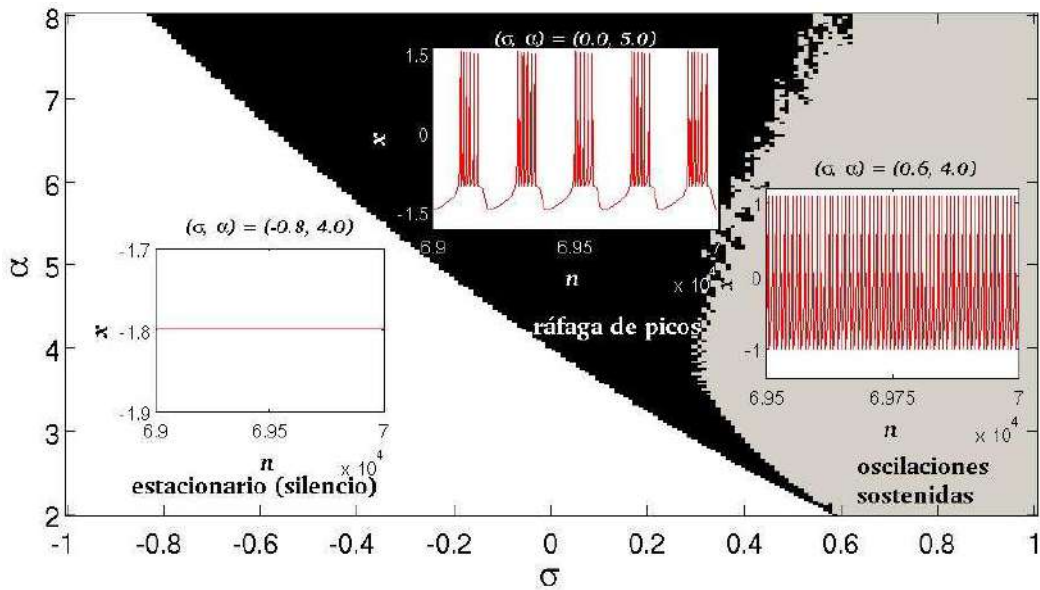 8
7
6
5
4
3
2
α
-1
-0.8
-0.6
-0.4
-0.2
0
0.2
0.4
0.6
0.8
1
σ
(σ, α) = (0.0, 5.0)
1.5
0
-1.5
x
6.9
6.95
7
n
x 10⁴
ráfaga de picos
(σ, α) = (-0.8, 4.0)
-1.7
-1.8
-1.9
x
6.9
6.95
7
n
x 10⁴
estacionario (silencio)
(σ, α) = (0.6, 4.0)
1
0
-1
x
6.95
6.975
7
n
x 10⁴
oscilaciones
sostenidas